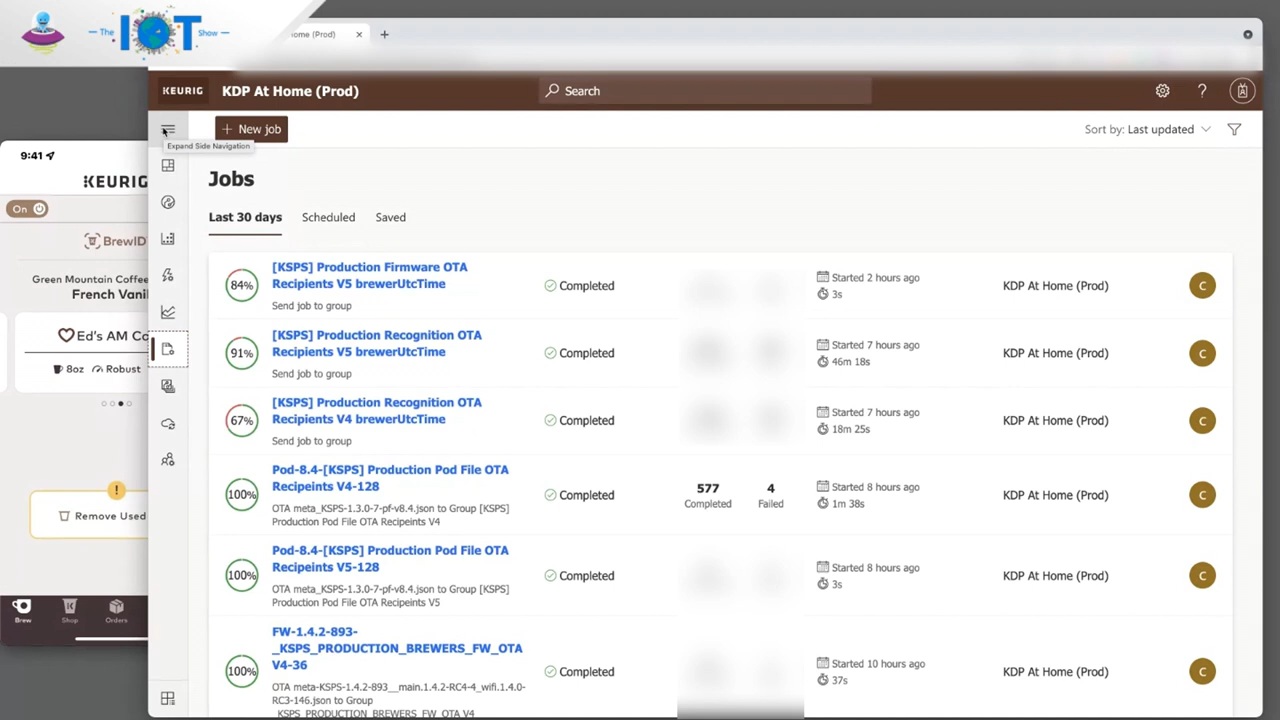 The
IOT
Show
ome (Prod)
KEURIG
KDP At Home (Prod)
Search
New job
Sort by: Last updated
Expand Side Navigation
9:41
KEURIG
On
BrewID
Green Mountain Coffee
French Vani
Ed's AM Co
8oz
Robust
!
Remove Used
Brew
Shop
Orders
Jobs
Last 30 days
Scheduled
Saved
84%
[KSPS] Production Firmware OTA
Recipients V5 brewerUtcTime
Send job to group
Completed
Started 2 hours ago
3s
KDP At Home (Prod)
C
91%
[KSPS] Production Recognition OTA
Recipients V5 brewerUtcTime
Send job to group
Completed
Started 7 hours ago
46m 18s
KDP At Home (Prod)
C
67%
[KSPS] Production Recognition OTA
Recipients V4 brewerUtcTime
Send job to group
Completed
Started 7 hours ago
18m 25s
KDP At Home (Prod)
C
100%
Pod-8.4-[KSPS] Production Pod File OTA
Recipeints V4-128
OTA meta_KSPS-1.3.0-7-pf-v8.4.json to Group [KSPS]
Production Pod File OTA Recipeints V4
Completed
577
Completed
4
Failed
Started 8 hours ago
1m 38s
KDP At Home (Prod)
C
100%
Pod-8.4-[KSPS] Production Pod File OTA
Recipeints V5-128
OTA meta_KSPS-1.3.0-7-pf-v8.4.json to Group [KSPS]
Production Pod File OTA Recipeints V5
Completed
Started 8 hours ago
3s
KDP At Home (Prod)
C
100%
FW-1.4.2-893-
_KSPS_PRODUCTION_BREWERS_FW_OTA
V4-36
OTA meta-KSPS-1.4.2-893__main.1.4.2-RC4-4_wifi.1.4.0-
RC3-146.json to Group
_KSPS_PRODUCTION_BREWERS_FW_OTA V4
Completed
Started 10 hours ago
37s
KDP At Home (Prod)
C